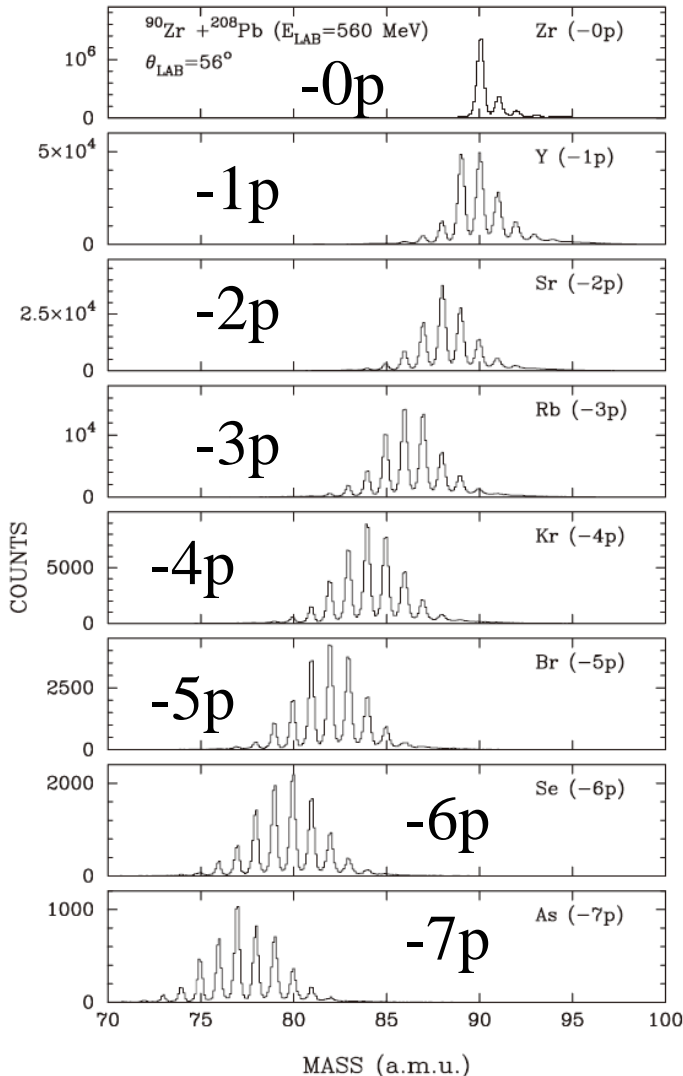 ⁹⁰Zr +²⁰⁸Pb (E_LAB=560 MeV)
Zr (−0p)
θ_LAB=56°
10⁶
-0p
0
5×10⁴
Y (−1p)
-1p
0
Sr (−2p)
2.5×10⁴
-2p
0
Rb (−3p)
10⁴
-3p
0
Kr (−4p)
5000
-4p
0
COUNTS
Br (−5p)
2500
-5p
0
2000
Se (−6p)
-6p
0
1000
As (−7p)
-7p
0
70 75 80 85 90 95 100
MASS (a.m.u.)